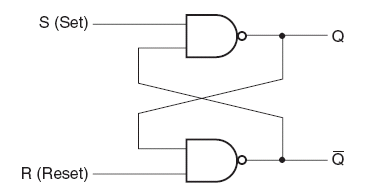 S (Set)
Q
R (Reset)
Q̅